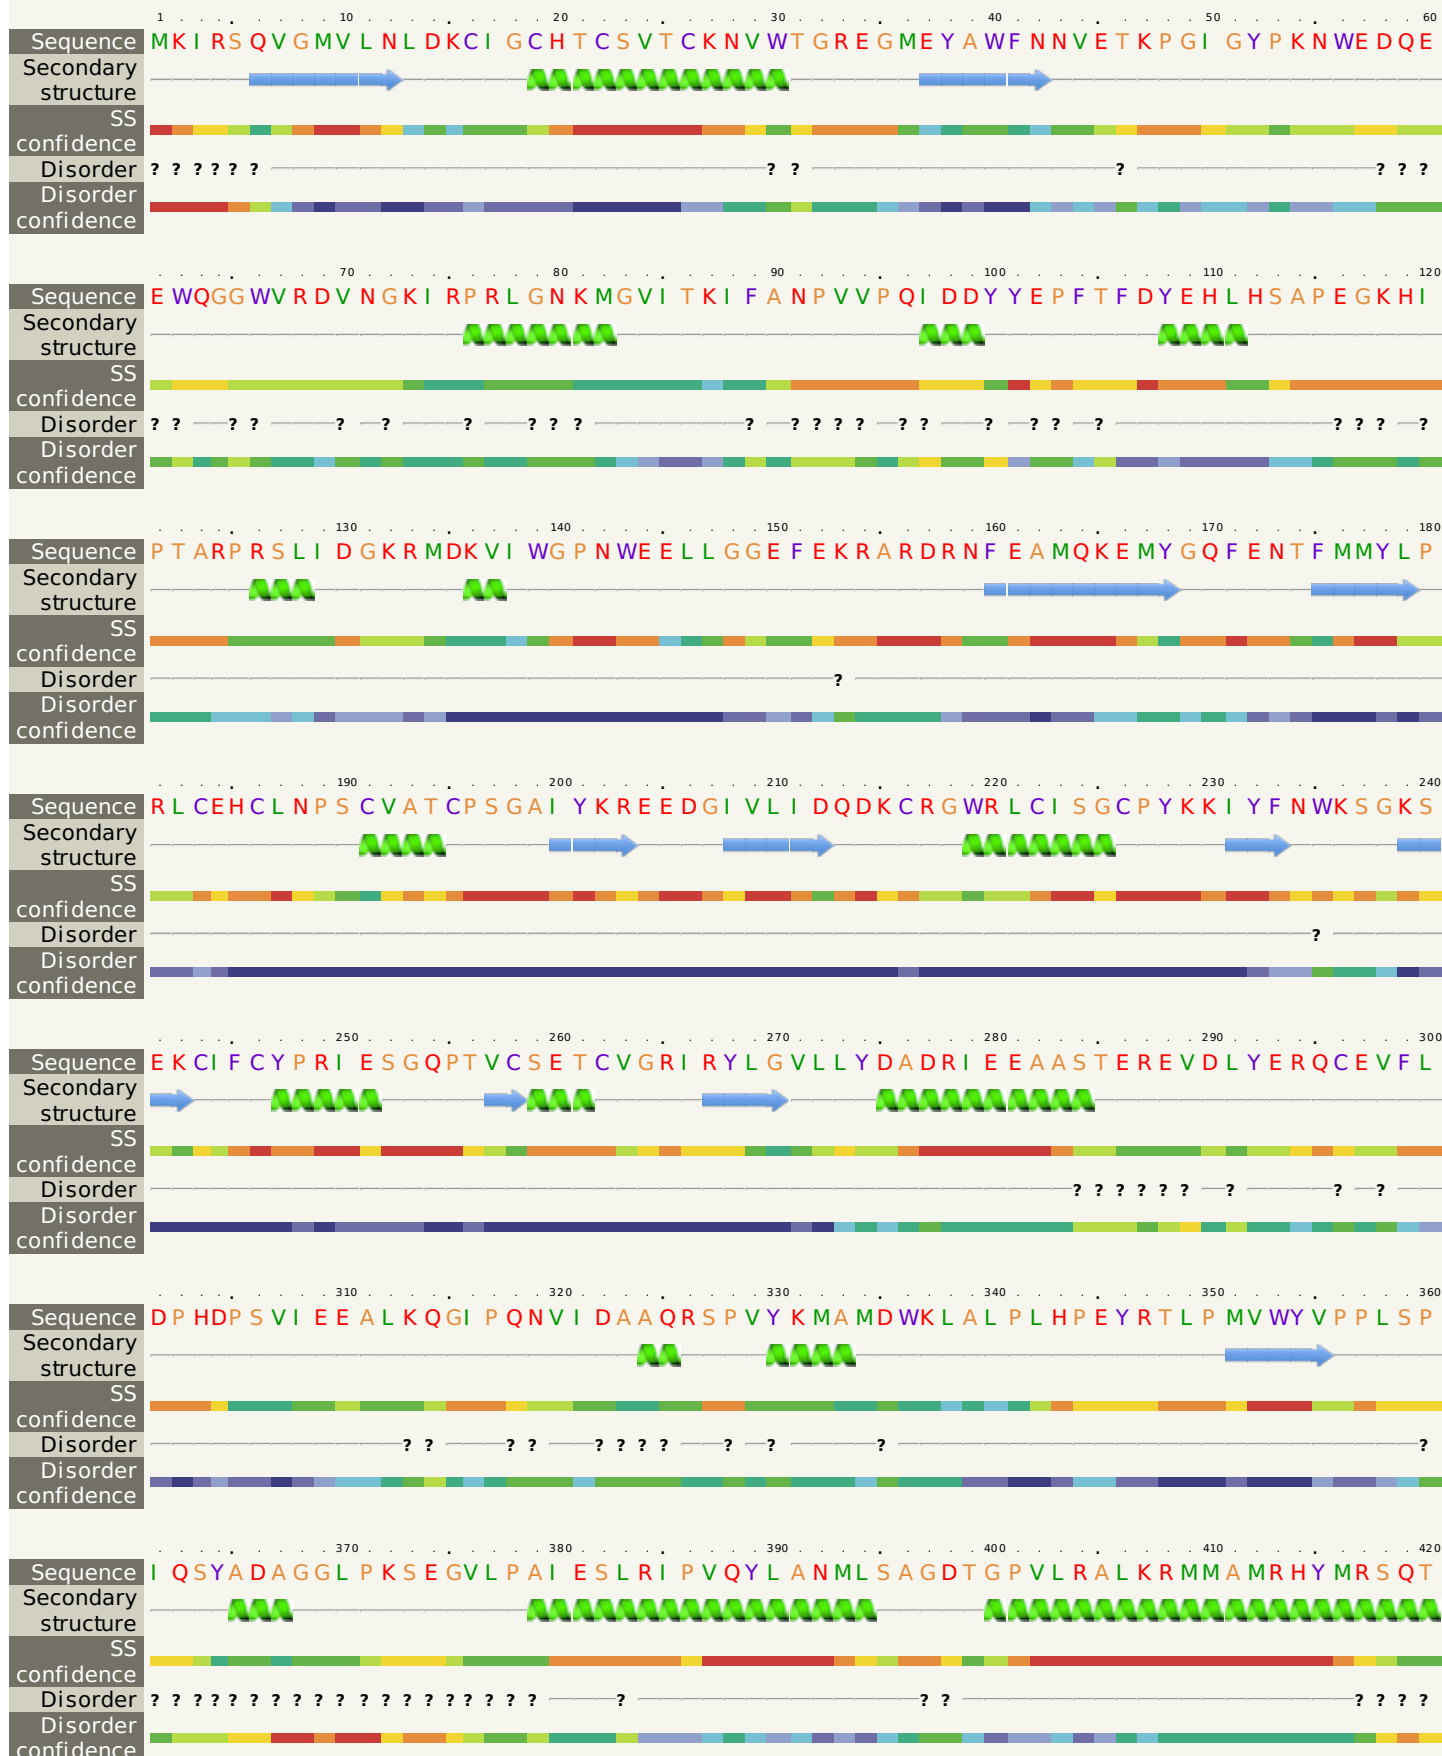 1 10 20 30 40 50 60
Sequence MKIRSQVGMVLNLDKCIGCHTCSVTCKNVWTGREGMEYAWFNNVETKPGIGYPKNWEDQE
Secondary
structure
SS
confidence
Disorder ? ? ? ? ? ? ? ? ? ? ? ?
Disorder
confidence
70 80 90 100 110 120
Sequence EWQGGWVRDVNGKIRPRLGNKMGVITKIFANPVVPQIDDYYEPFTFDYEHLHSAPEGKHI
Secondary
structure
SS
confidence
Disorder ? ? ? ? ? ? ? ? ? ? ? ? ? ? ? ? ? ? ? ? ? ? ? ? ?
Disorder
confidence
130 140 150 160 170 180
Sequence PTARPRSLIDGKRMDKVIWGPNWEELLGGEFEKRARDRNFEAMQKEMYGQFENTFMMYLP
Secondary
structure
SS
confidence
Disorder ?
Disorder
confidence
190 200 210 220 230 240
Sequence RLCEHCLNPSCVATCPSGAIYKREEDGIVLIDQDKCRGWRLCISGCPYKKIYFNWKSGKS
Secondary
structure
SS
confidence
Disorder ?
Disorder
confidence
250 260 270 280 290 300
Sequence EKCIFCYPRIESGQPTVCSETCVGRIRYLGVLLYDADRIEEAASTEREVDLYERQCEVFL
Secondary
structure
SS
confidence
Disorder ? ? ? ? ? ? ? ? ?
Disorder
confidence
310 320 330 340 350 360
Sequence DPHDPSVIEEALKQGIPQNVIDAAQRSPVYKMAMDWKLALPLHPEYRTLPMVWYVPPLSP
Secondary
structure
SS
confidence
Disorder ? ? ? ? ? ? ? ? ? ? ? ?
Disorder
confidence
370 380 390 400 410 420
Sequence IQSYADAGGLPKSEGVLPAIESLRIPVQYLANMLSAGDTGPVLRALKRMMAMRHYMRSQT
Secondary
structure
SS
confidence
Disorder ? ? ? ? ? ? ? ? ? ? ? ? ? ? ? ? ? ? ? ? ? ? ? ? ?
Disorder
confidence